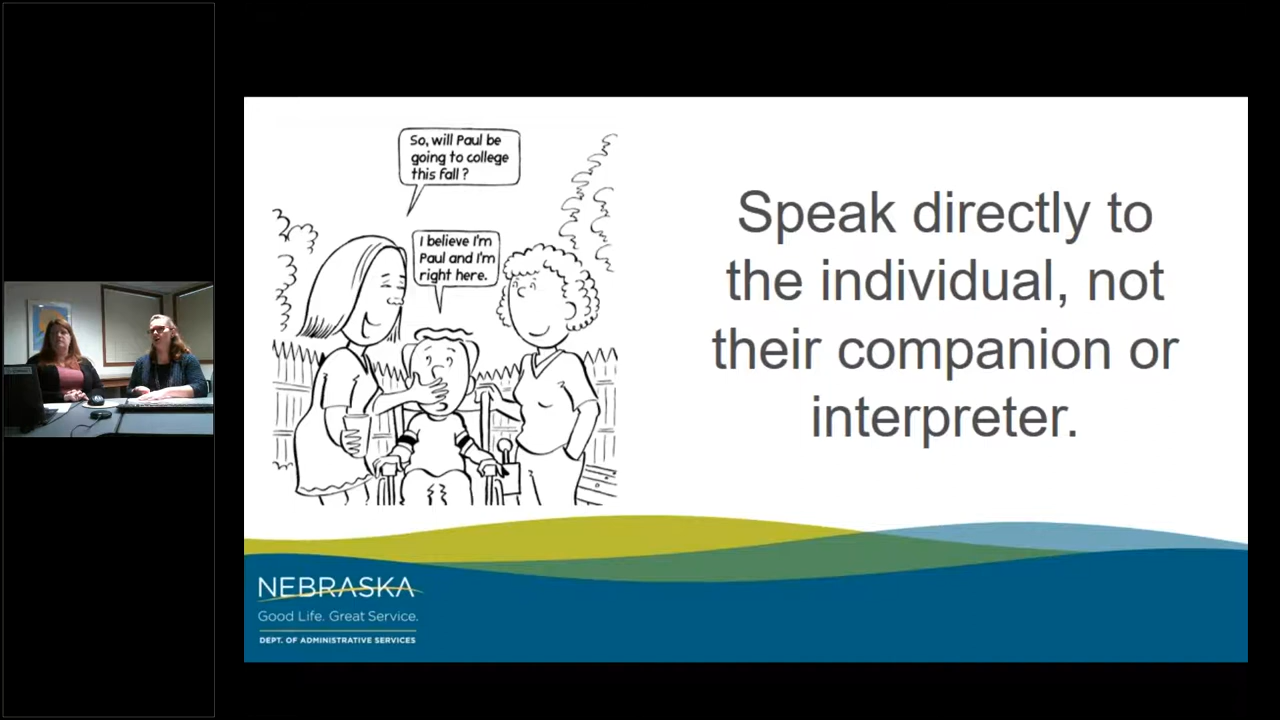 So, will Paul be
going to college
this fall?
I believe I'm
Paul and I'm
right here.
Speak directly to
the individual, not
their companion or
interpreter.
NEBRASKA
Good Life. Great Service.
DEPT. OF ADMINISTRATIVE SERVICES